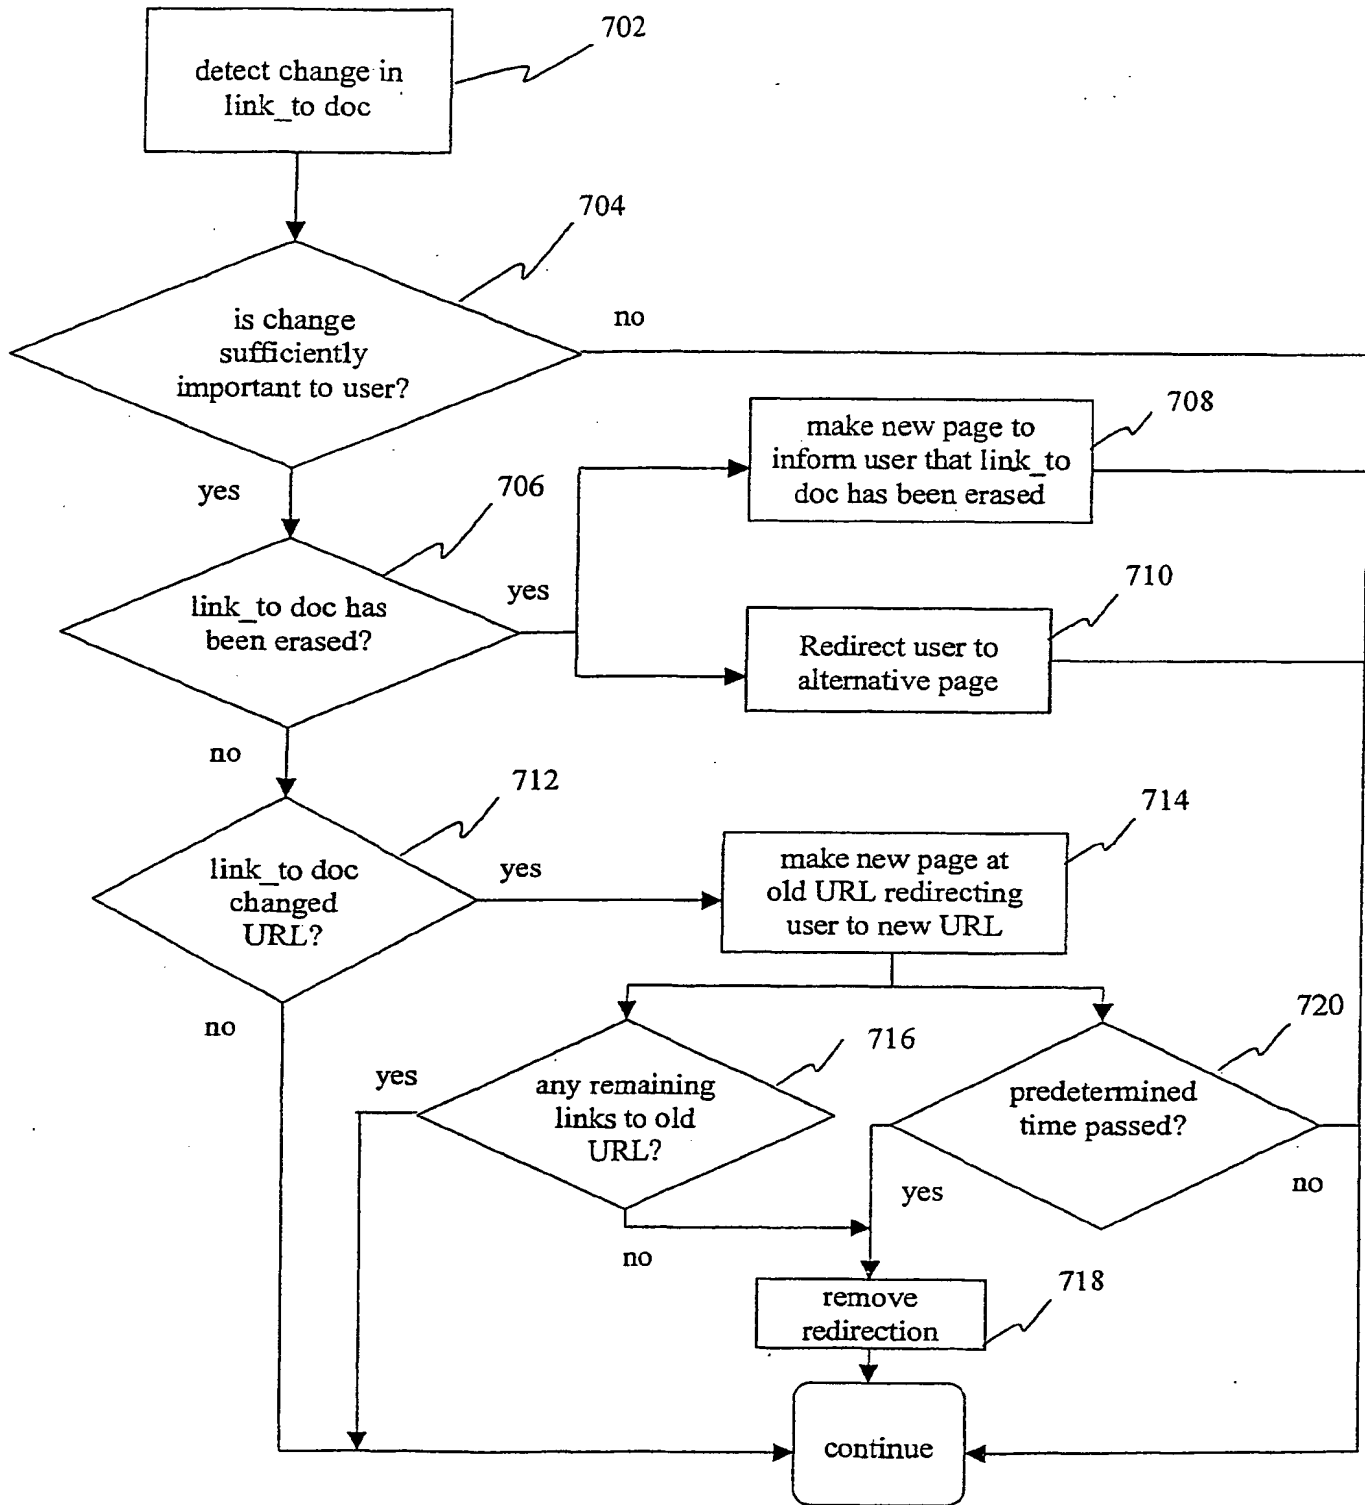 702
detect change in
link_to doc
704
is change
sufficiently
important to user?
no
yes
708
make new page to
inform user that link_to
doc has been erased
706
link_to doc has
been erased?
yes
710
Redirect user to
alternative page
no
712
link_to doc
changed
URL?
yes
714
make new page at
old URL redirecting
user to new URL
no
716
yes
any remaining
links to old
URL?
no
720
predetermined
time passed?
yes
no
718
remove
redirection
continue